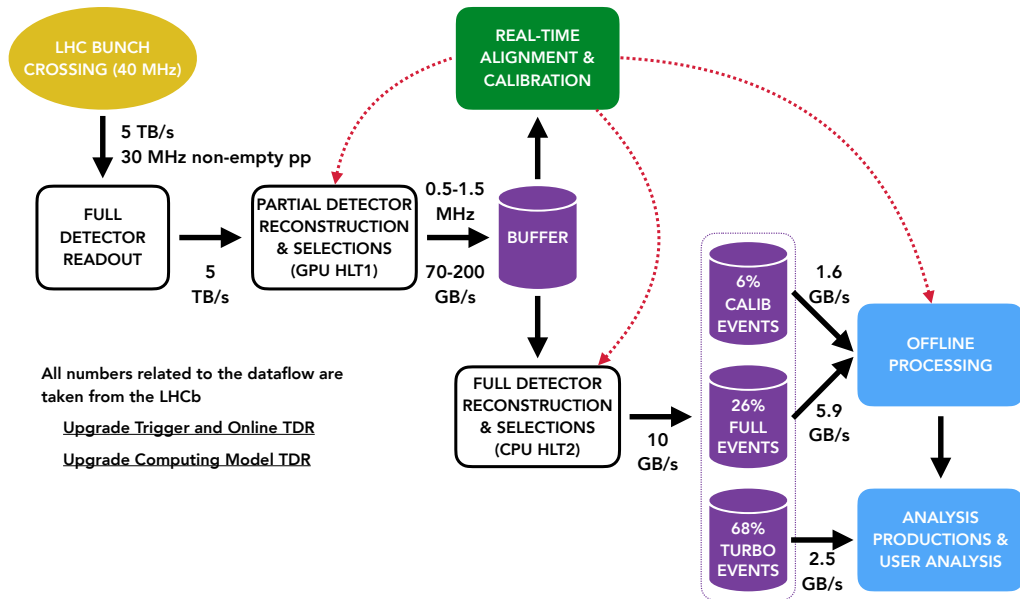 LHC BUNCH
CROSSING (40 MHz)
REAL-TIME
ALIGNMENT &
CALIBRATION
5 TB/s
30 MHz non-empty pp
FULL
DETECTOR
READOUT
5
TB/s
PARTIAL DETECTOR
RECONSTRUCTION
& SELECTIONS
(GPU HLT1)
0.5-1.5
MHz
70-200
GB/s
BUFFER
FULL DETECTOR
RECONSTRUCTION
& SELECTIONS
(CPU HLT2)
10
GB/s
6%
CALIB
EVENTS
26%
FULL
EVENTS
68%
TURBO
EVENTS
1.6
GB/s
5.9
GB/s
2.5
GB/s
OFFLINE
PROCESSING
ANALYSIS
PRODUCTIONS &
USER ANALYSIS
All numbers related to the dataflow are
taken from the LHCb
Upgrade Trigger and Online TDR
Upgrade Computing Model TDR